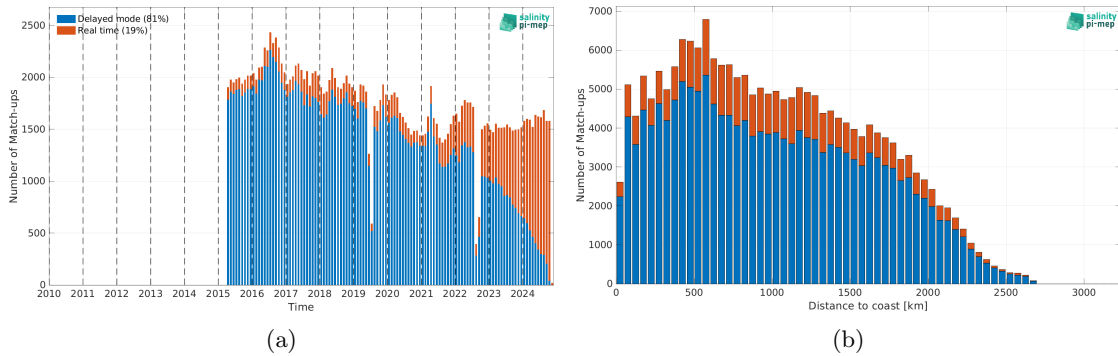 Delayed mode (81%)
Real time (19%)
salinity
pi-mep
Number of Match-ups
2500
2000
1500
1000
500
0
2010 2011 2012 2013 2014 2015 2016 2017 2018 2019 2020 2021 2022 2023 2024
Time
(a)
salinity
pi-mep
Number of Match-ups
7000
6000
5000
4000
3000
2000
1000
0
0 500 1000 1500 2000 2500 3000
Distance to coast [km]
(b)